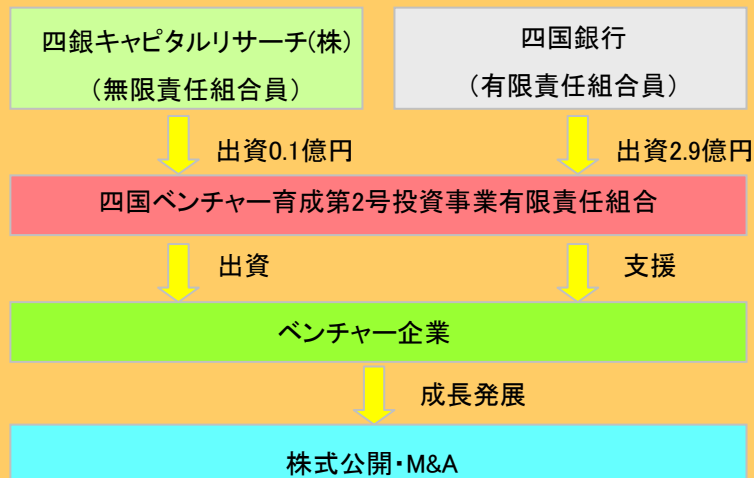 四銀キャピタルリサーチ(株)
（無限責任組合員）
四国銀行
（有限責任組合員）
出資0.1億円
出資2.9億円
四国ベンチャー育成第2号投資事業有限責任組合
出資
支援
ベンチャー企業
成長発展
株式公開・M&A